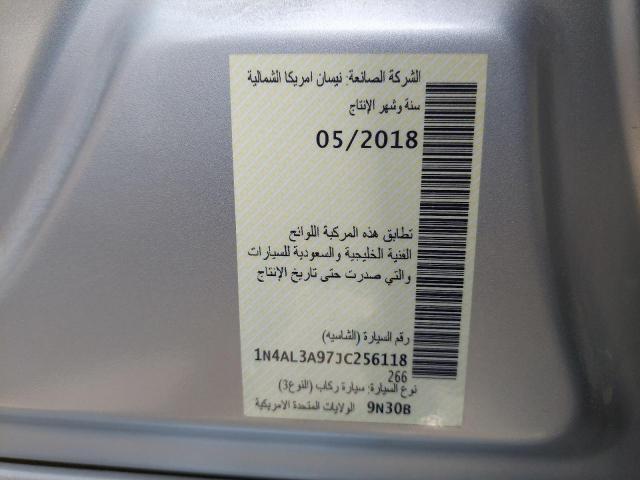 الشركة الصانعة: نيسان امريكا الشمالية
سنة وشهر الإنتاج
05/2018
تطابق هذه المركبة اللوائح
الفنية الخليجية والسعودية للسيارات
والتي صدرت حتى تاريخ الإنتاج
رقم السيارة (الشاسيه)
1N4AL3A97JC256118
266
نوع السيارة: سيارة ركاب (النوع3)
9N30B الولايات المتحدة الامريكية